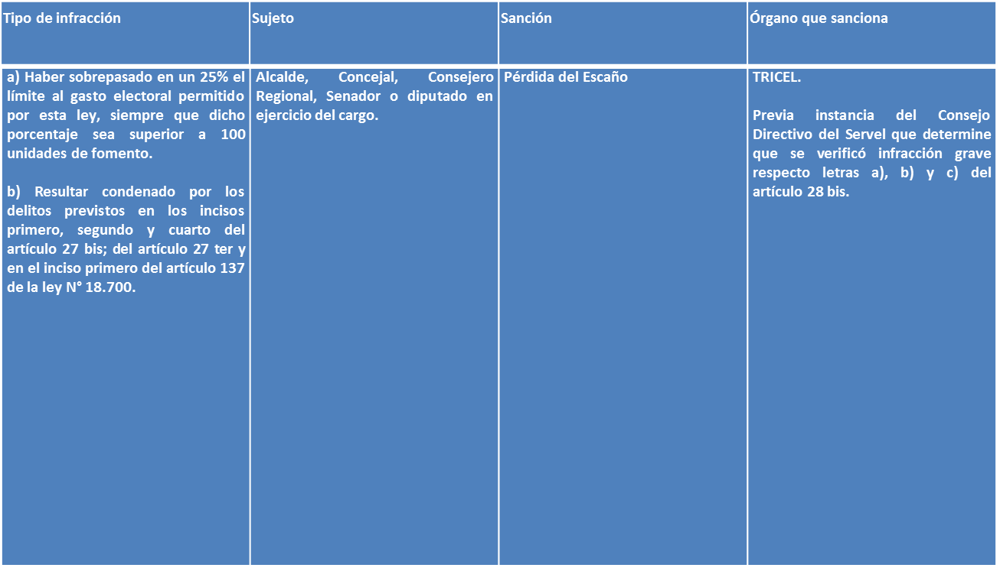 Tipo de infracción
Sujeto
Sanción
Órgano que sanciona
a) Haber sobrepasado en un 25% el
límite al gasto electoral permitido
por esta ley, siempre que dicho
porcentaje sea superior a 100
unidades de fomento.
b) Resultar condenado por los
delitos previstos en los incisos
primero, segundo y cuarto del
artículo 27 bis; del artículo 27 ter y
en el inciso primero del artículo 137
de la ley N° 18.700.
Alcalde, Concejal, Consejero
Regional, Senador o diputado en
ejercicio del cargo.
Pérdida del Escaño
TRICEL.
Previa instancia del Consejo
Directivo del Servel que determine
que se verificó infracción grave
respecto letras a), b) y c) del
artículo 28 bis.